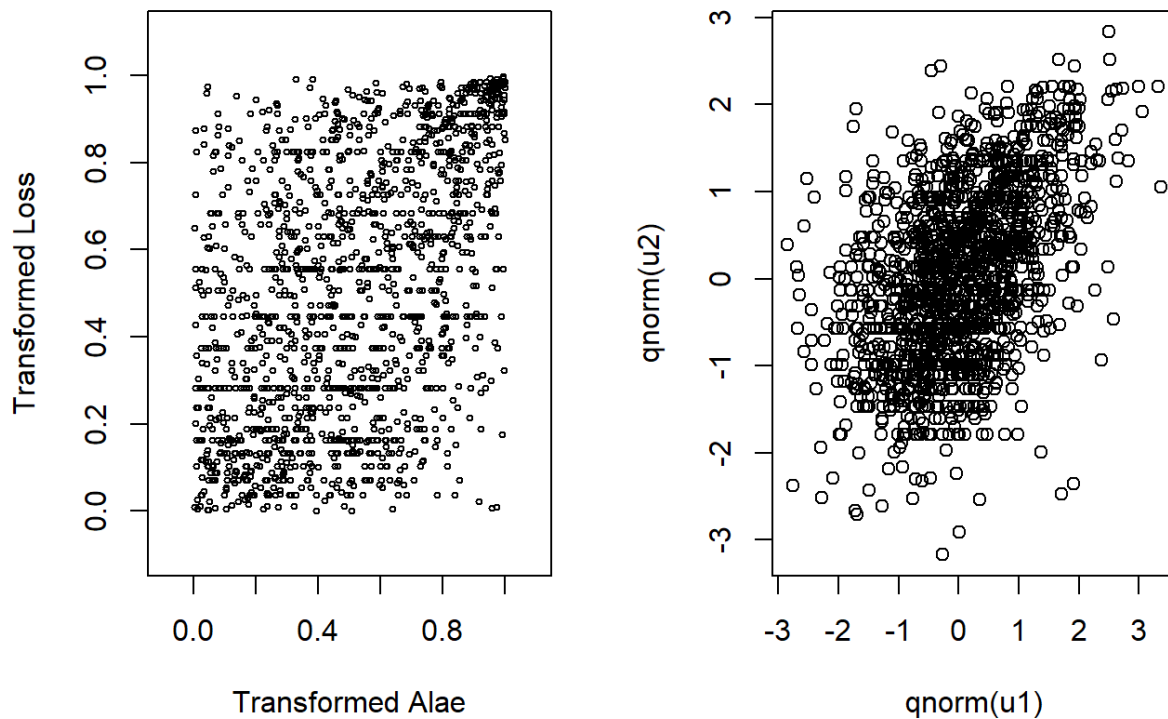 Transformed Loss
0.0 0.2 0.4 0.6 0.8 1.0
0.0 0.4 0.8
Transformed Alae
qnorm(u2)
-3 -2 -1 0 1 2 3
-3 -2 -1 0 1 2 3
qnorm(u1)